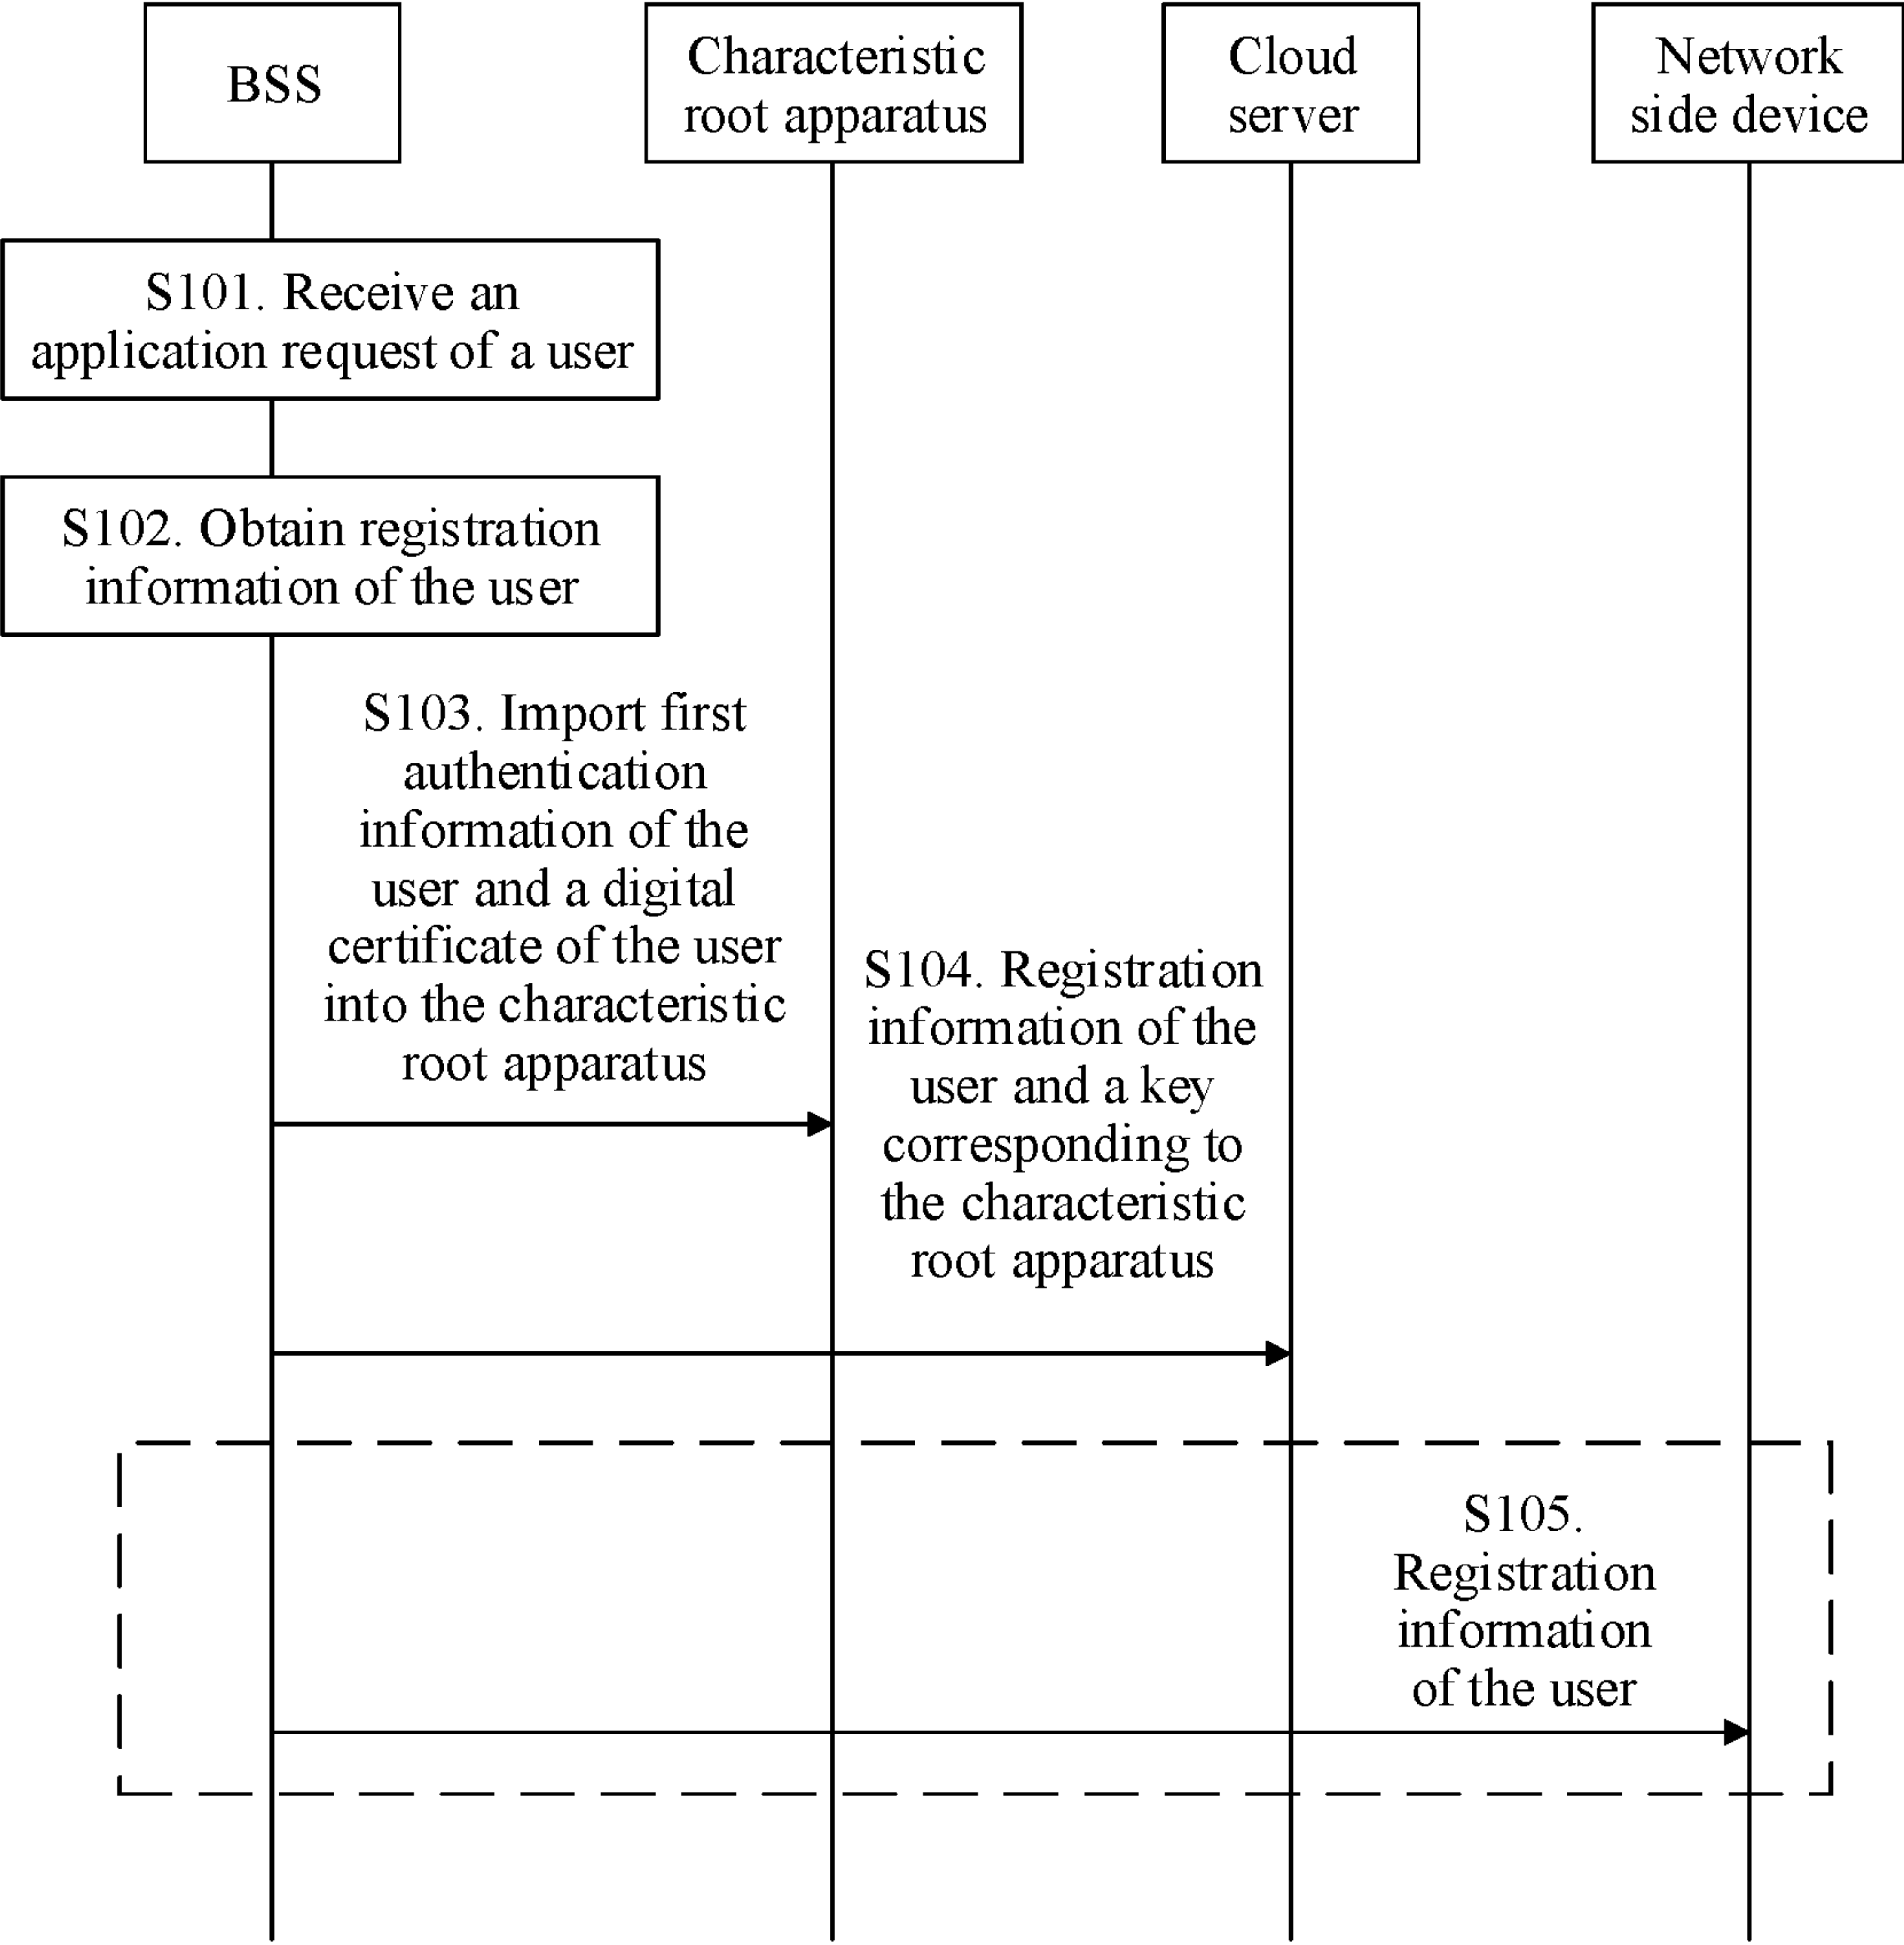 BSS
Characteristic
root apparatus
Cloud
server
Network
side device
S101. Receive an
application request of a user
S102. Obtain registration
information of the user
S103. Import first
authentication
information of the
user and a digital
certificate of the user
into the characteristic
root apparatus
S104. Registration
information of the
user and a key
corresponding to
the characteristic
root apparatus
S105.
Registration
information
of the user